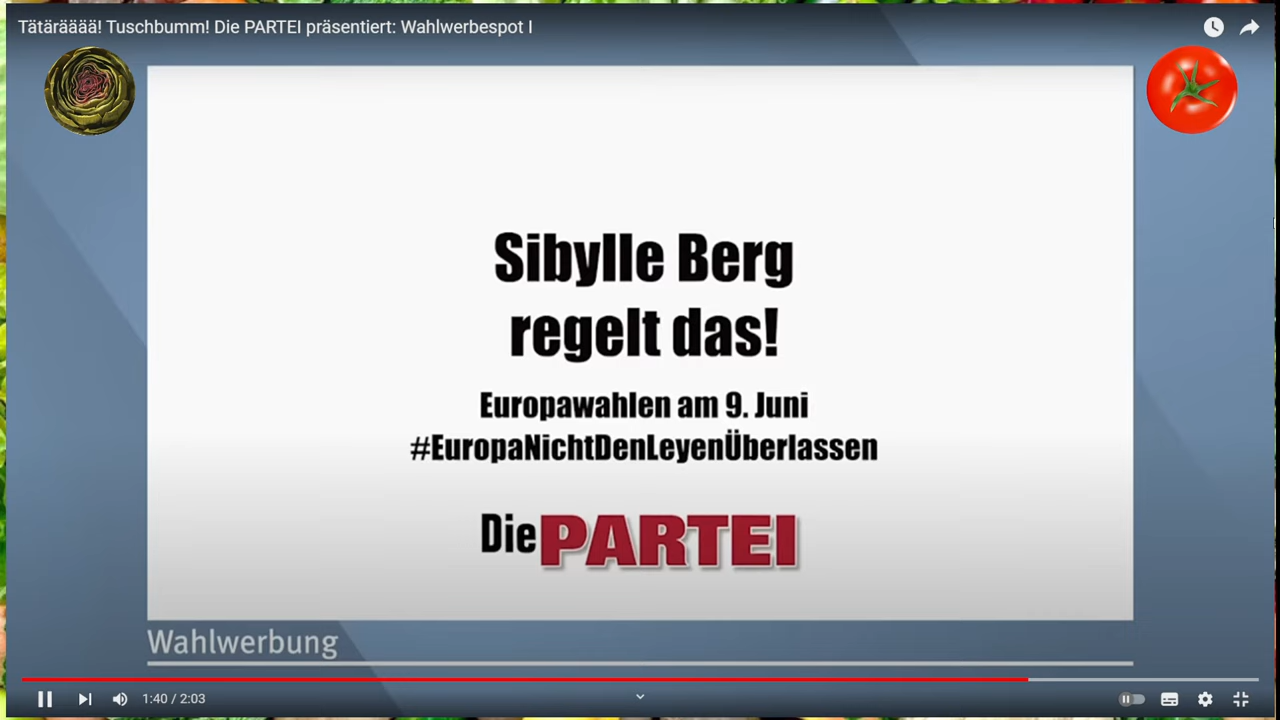 Tätärääää! Tuschbumm! Die PARTEI präsentiert: Wahlwerbespot I
Sibylle Berg
regelt das!
Europawahlen am 9. Juni
#EuropaNichtDenLeyenÜberlassen
Die PARTEI
Wahlwerbung
1:40 / 2:03